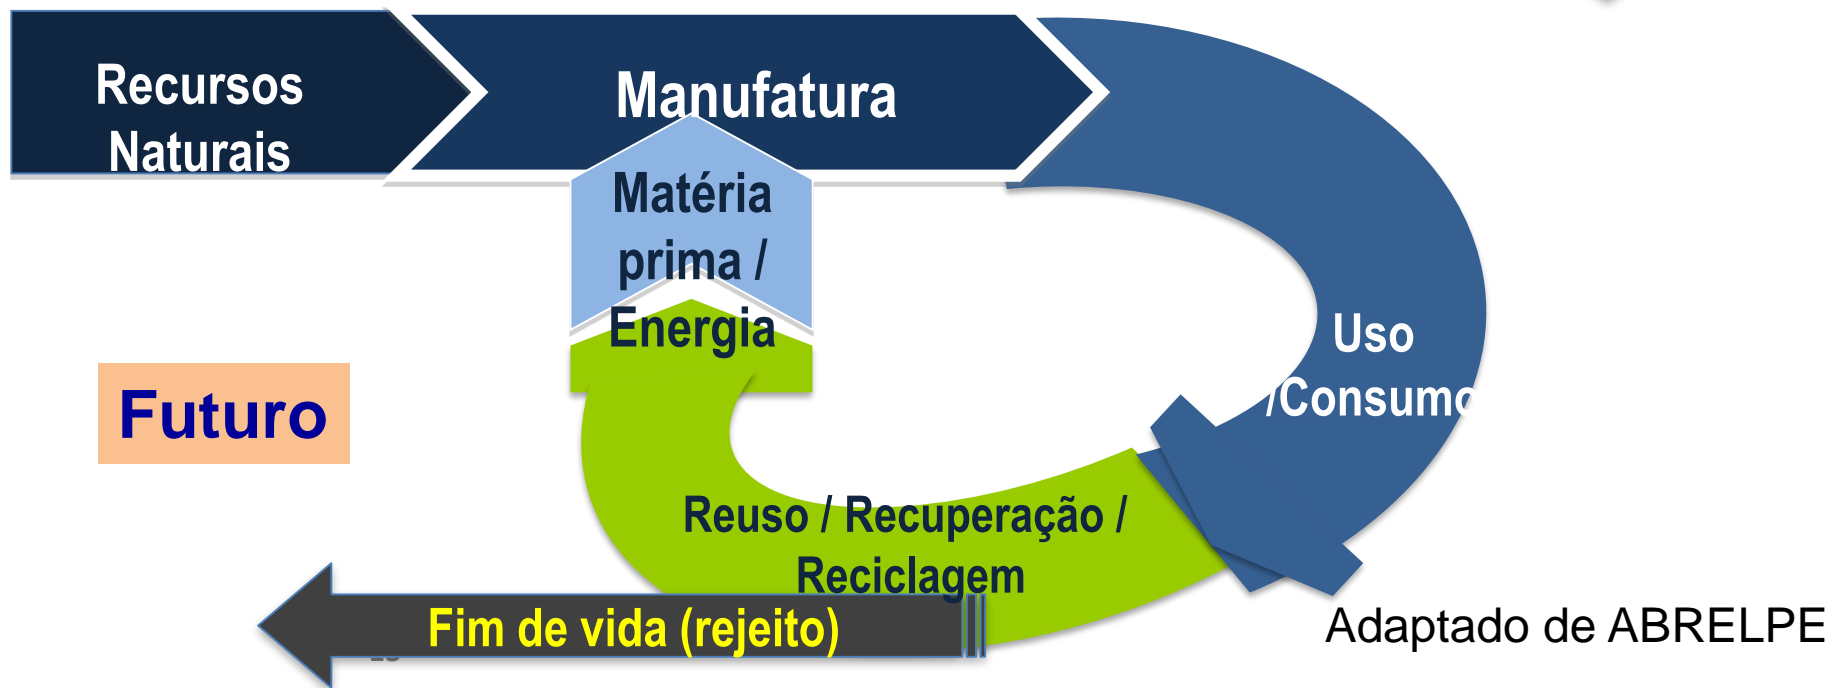 Recursos
Naturais
Manufatura
Matéria
prima /
Energia
Uso
/Consumo
Futuro
Reuso / Recuperação /
Reciclagem
Fim de vida (rejeito)
Adaptado de ABRELPE